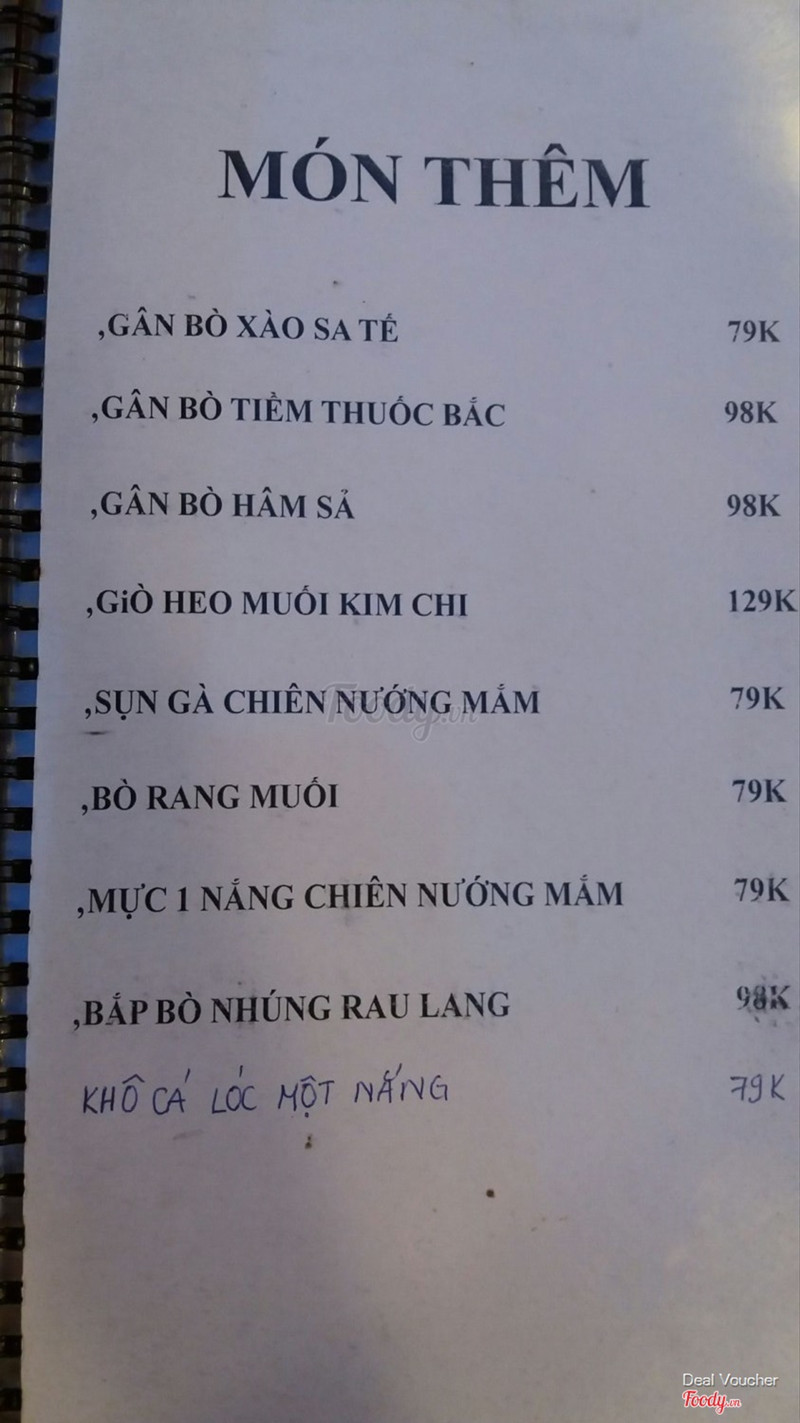 MÓN THÊM
,GÂN BÒ XÀO SA TẾ 79K
,GÂN BÒ TIỀM THUỐC BẮC 98K
,GÂN BÒ HÂM SẢ 98K
,GiÒ HEO MUỐI KIM CHI 129K
,SỤN GÀ CHIÊN NƯỚNG MẮM 79K
Foody.vn
,BÒ RANG MUỐI 79K
,MỰC 1 NẮNG CHIÊN NƯỚNG MẮM 79K
,BẮP BÒ NHÚNG RAU LANG 98K
KHÔ CÁ LÓC MỘT NẮNG 79K
Deal Voucher
Foody.vn